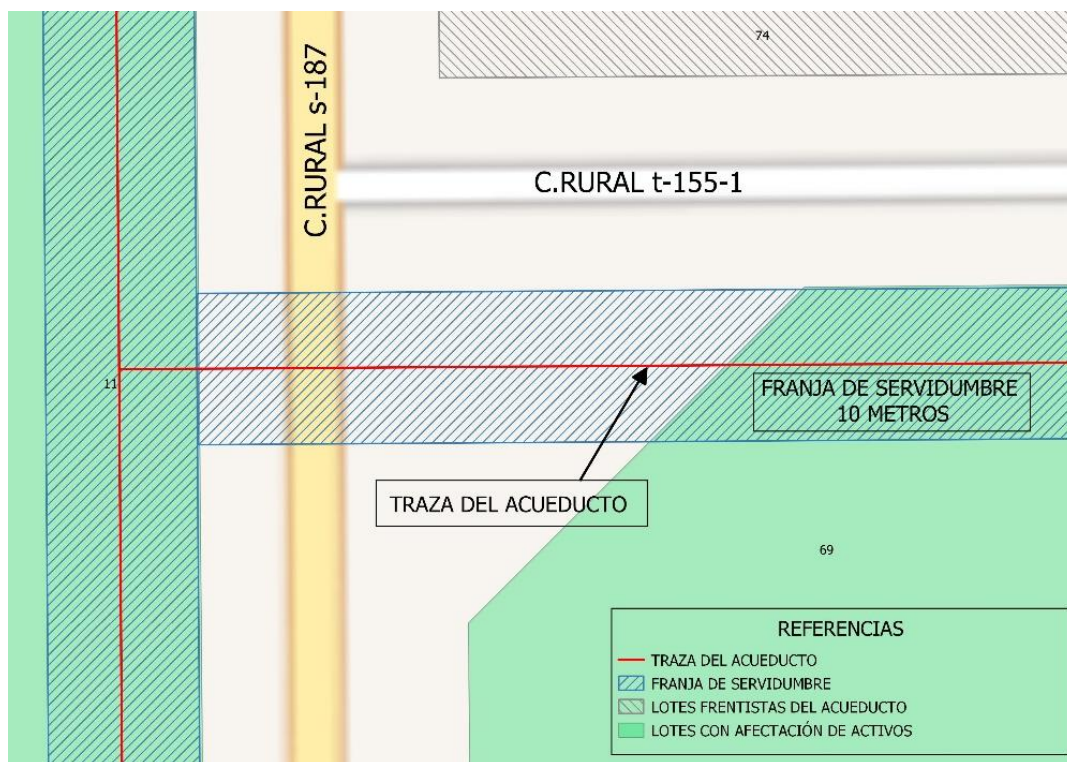 74
C.RURAL s-187
C.RURAL t-155-1
11
FRANJA DE SERVIDUMBRE
10 METROS
TRAZA DEL ACUEDUCTO
69
REFERENCIAS
TRAZA DEL ACUEDUCTO
FRANJA DE SERVIDUMBRE
LOTES FRENTISTAS DEL ACUEDUCTO
LOTES CON AFECTACIÓN DE ACTIVOS